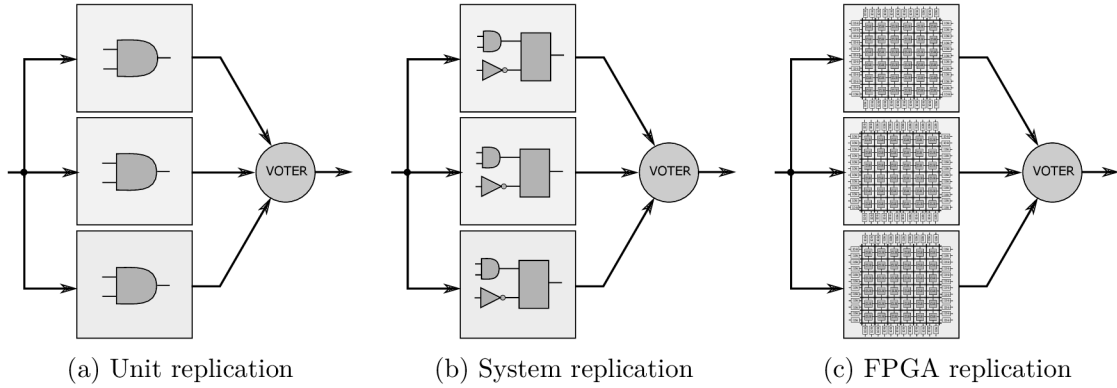 VOTER
VOTER
VOTER
(a) Unit replication
(b) System replication
(c) FPGA replication